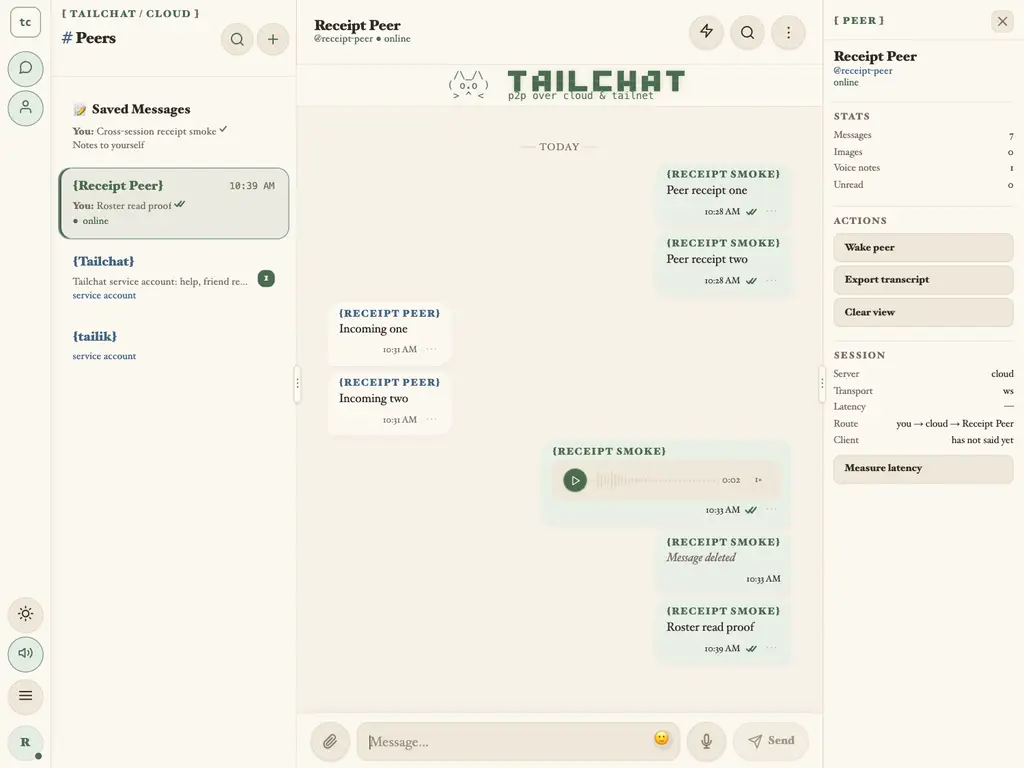 tc
[ TAILCHAT / CLOUD ]
# Peers
Saved Messages
You: Cross-session receipt smoke
Notes to yourself
{Receipt Peer}
10:39 AM
You: Roster read proof
online
{Tailchat}
Tailchat service account: help, friend re...
1
service account
{tailik}
service account
R
Receipt Peer
@receipt-peer • online
/\_/\
( o.o )
> ^ <
TAILCHAT
p2p over cloud & tailnet
TODAY
{RECEIPT SMOKE}
Peer receipt one
10:28 AM
{RECEIPT SMOKE}
Peer receipt two
10:28 AM
{RECEIPT PEER}
Incoming one
10:31 AM
{RECEIPT PEER}
Incoming two
10:31 AM
{RECEIPT SMOKE}
0:02
1×
10:33 AM
{RECEIPT SMOKE}
Message deleted
10:33 AM
{RECEIPT SMOKE}
Roster read proof
10:39 AM
Message...
Send
[ PEER ]
Receipt Peer
@receipt-peer
online
STATS
Messages 7
Images 0
Voice notes 1
Unread 0
ACTIONS
Wake peer
Export transcript
Clear view
SESSION
Server cloud
Transport ws
Latency —
Route you → cloud → Receipt Peer
Client has not said yet
Measure latency